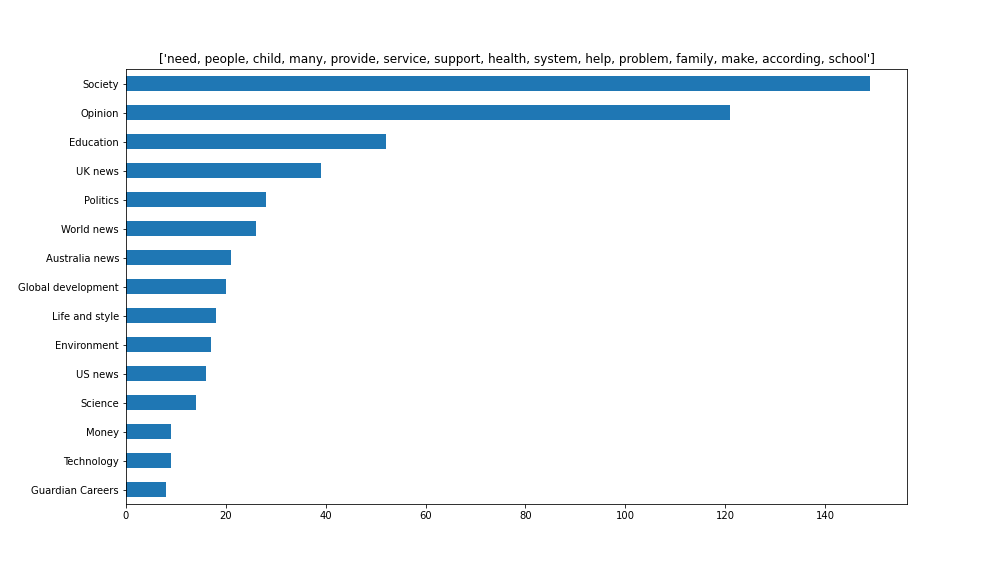 ['need, people, child, many, provide, service, support, health, system, help, problem, family, make, according, school']
Society
Opinion
Education
UK news
Politics
World news
Australia news
Global development
Life and style
Environment
US news
Science
Money
Technology
Guardian Careers
0 20 40 60 80 100 120 140